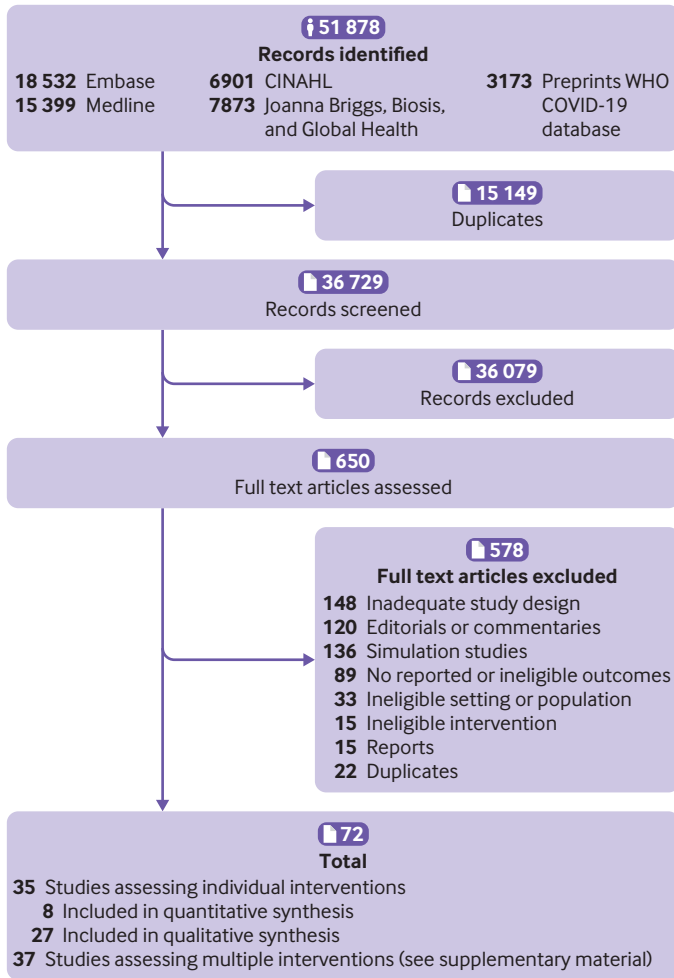 51 878
Records identified
18 532 Embase
15 399 Medline
6901 CINAHL
7873 Joanna Briggs, Biosis,
and Global Health
3173 Preprints WHO
COVID-19
database
15 149
Duplicates
36 729
Records screened
36 079
Records excluded
650
Full text articles assessed
578
Full text articles excluded
148 Inadequate study design
120 Editorials or commentaries
136 Simulation studies
89 No reported or ineligible outcomes
33 Ineligible setting or population
15 Ineligible intervention
15 Reports
22 Duplicates
72
Total
35 Studies assessing individual interventions
8 Included in quantitative synthesis
27 Included in qualitative synthesis
37 Studies assessing multiple interventions (see supplementary material)